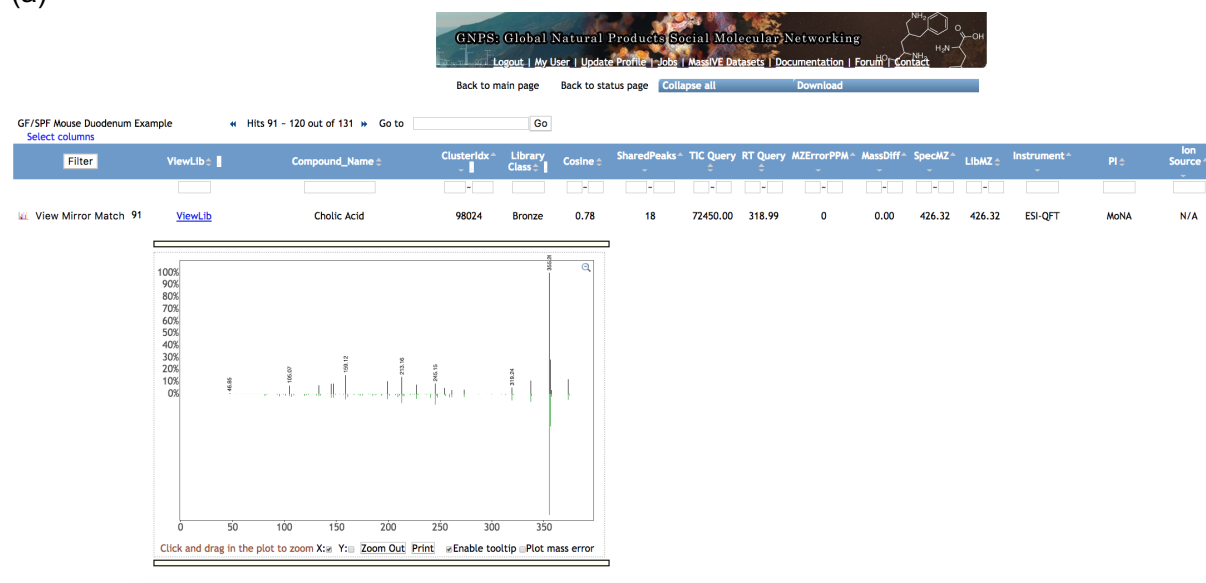 (a)
GNPS: Global Natural Products Social Molecular Networking
NH₂
O
OH
H₂N
HO
NH₂
Logout | My User | Update Profile | Jobs | MassIVE Datasets | Documentation | Forum | Contact
Back to main page Back to status page Collapse all Download
GF/SPF Mouse Duodenum Example Hits 91 ~ 120 out of 131 Go to Go
Select columns
Filter ViewLib Compound_Name ClusterIdx Library Class Cosine SharedPeaks TIC Query RT Query MZErrorPPM MassDiff SpecMZ LibMZ Instrument PI Ion Source
~ ~ ~ ~ ~ ~ ~ ~ ~
View Mirror Match 91 ViewLib Cholic Acid 98024 Bronze 0.78 18 72450.00 318.99 0 0.00 426.32 426.32 ESI-QFT MoNA N/A
100%
90%
80%
70%
60%
50%
40%
30%
20%
10%
0%
46.85
105.07
159.12
213.16
245.15
319.24
0 50 100 150 200 250 300 350
Click and drag in the plot to zoom X: Y: Zoom Out Print Enable tooltip Plot mass error